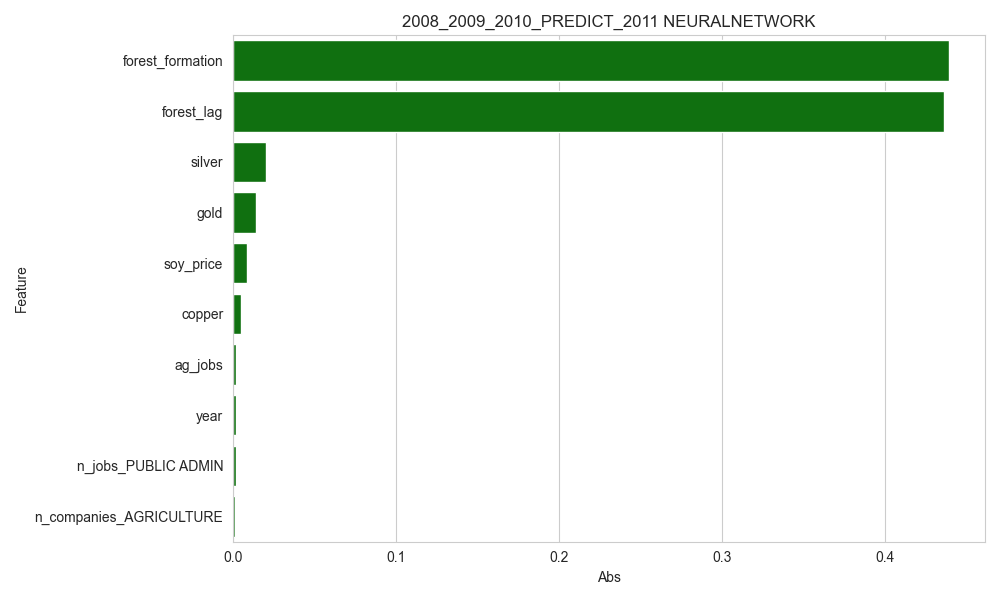 2008_2009_2010_PREDICT_2011 NEURALNETWORK
forest_formation
forest_lag
silver
gold
soy_price
copper
ag_jobs
year
n_jobs_PUBLIC ADMIN
n_companies_AGRICULTURE
Feature
0.0 0.1 0.2 0.3 0.4
Abs